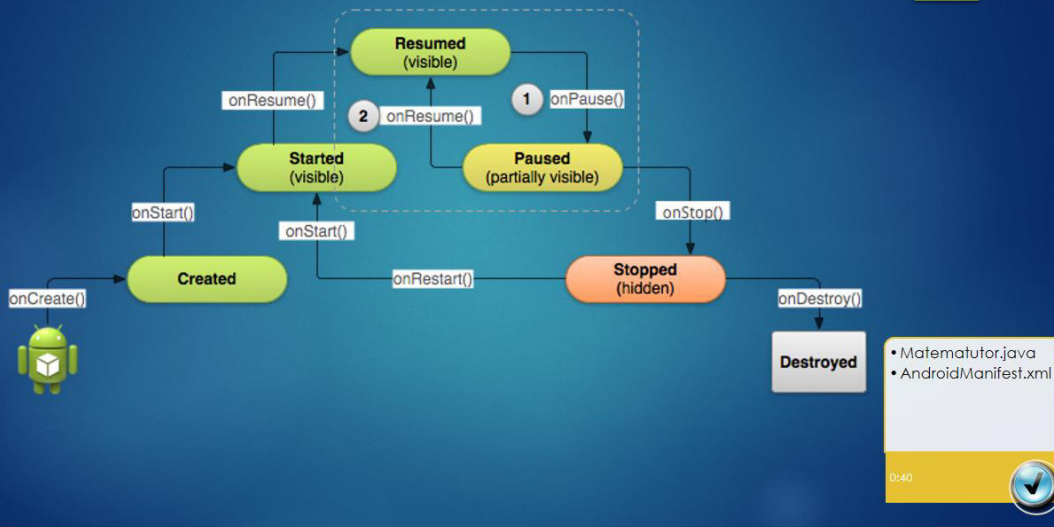 Resumed
(visible)
onResume()
1
onPause()
2
onResume()
Started
(visible)
Paused
(partially visible)
onStart()
onStop()
onStart()
Created
onRestart()
Stopped
(hidden)
onCreate()
onDestroy()
Destroyed
• Matematutor.java
• AndroidManifest.xml
0:40